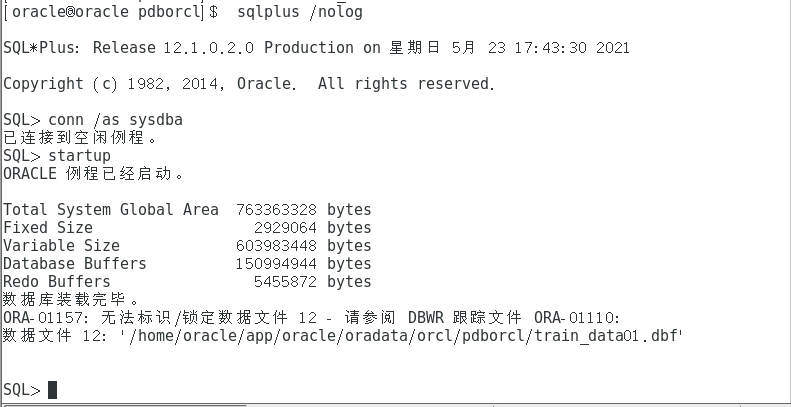 [oracle@oracle pdborcl]$  sqlplus /nolog
SQL*Plus: Release 12.1.0.2.0 Production on 星期日 5月 23 17:43:30 2021
Copyright (c) 1982, 2014, Oracle.  All rights reserved.
SQL> conn /as sysdba
已连接到空闲例程。
SQL> startup
ORACLE 例程已经启动。
Total System Global Area  763363328 bytes
Fixed Size                  2929064 bytes
Variable Size             603983448 bytes
Database Buffers          150994944 bytes
Redo Buffers                5455872 bytes
数据库装载完毕。
ORA-01157: 无法标识/锁定数据文件 12 - 请参阅 DBWR 跟踪文件 ORA-01110:
数据文件 12: '/home/oracle/app/oracle/oradata/orcl/pdborcl/train_data01.dbf'
SQL>